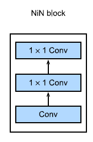 NiN block
1 × 1 Conv
1 × 1 Conv
Conv